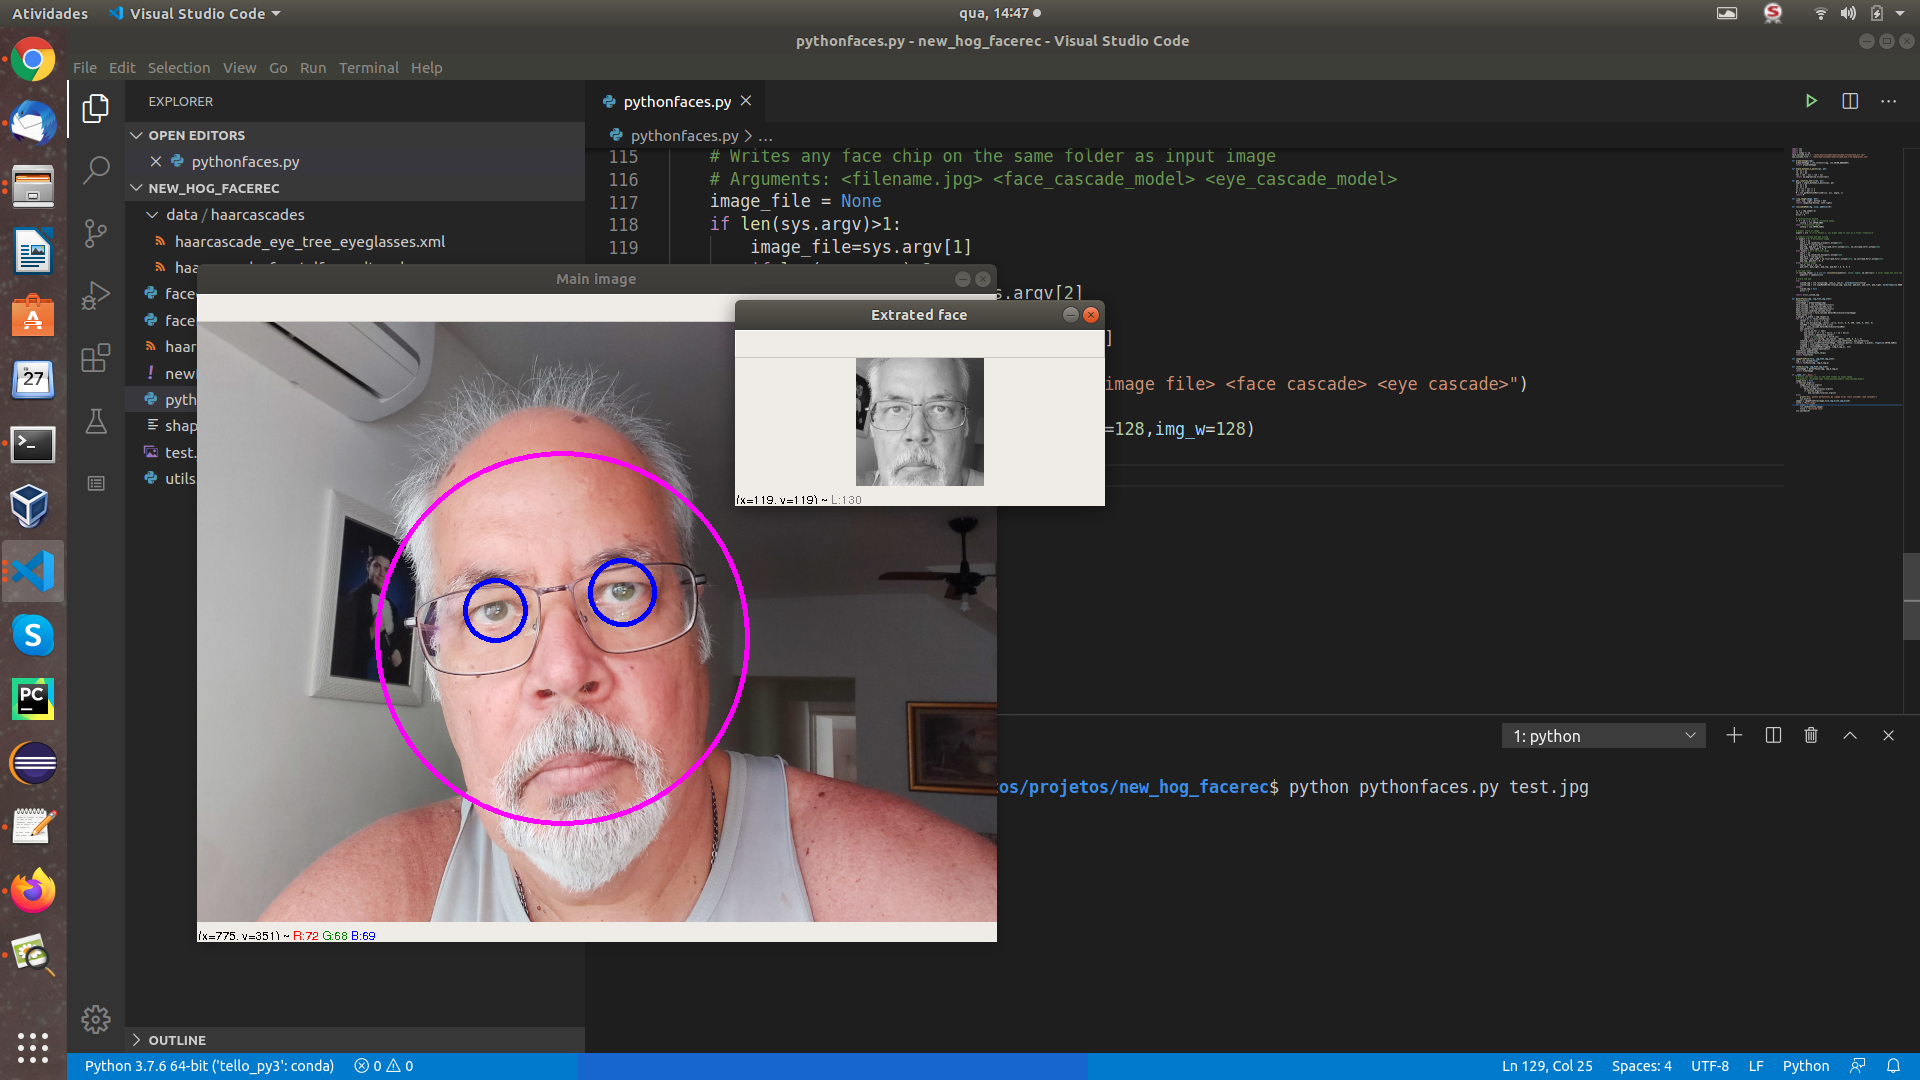 Atividades
Visual Studio Code
qua, 14:47
pythonfaces.py - new_hog_facerec - Visual Studio Code
File Edit Selection View Go Run Terminal Help
EXPLORER
OPEN EDITORS
pythonfaces.py
NEW_HOG_FACEREC
data / haarcascades
haarcascade_eye_tree_eyeglasses.xml
face
face
haar
new
pyth
shap
test.
utils
OUTLINE
pythonfaces.py
pythonfaces.py > ...
115 # Writes any face chip on the same folder as input image
116 # Arguments: <filename.jpg> <face_cascade_model> <eye_cascade_model>
117 image_file = None
118 if len(sys.argv)>1:
119 image_file=sys.argv[1]
s.argv[2]
]
image file> <face cascade> <eye cascade>")
=128,img_w=128)
Main image
(x=775, y=351) ~ R:72 G:68 B:69
Extrated face
(x=119, y=119) ~ L:130
1: python
os/projetos/new_hog_facerec$ python pythonfaces.py test.jpg
27
PC
S
Python 3.7.6 64-bit ('tello_py3': conda) 0 0
Ln 129, Col 25 Spaces: 4 UTF-8 LF Python